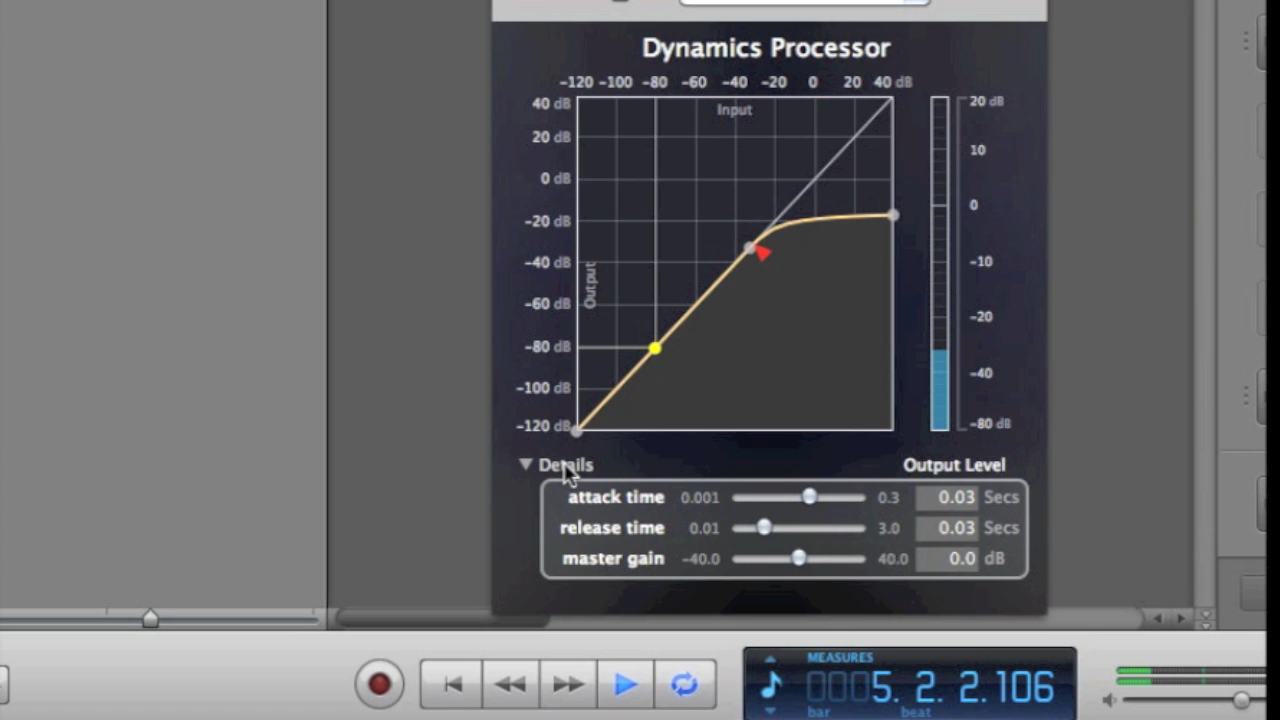 Dynamics Processor
-120 -100 -80 -60 -40 -20 0 20 40 dB
Input
40 dB
20 dB
0 dB
-20 dB
-40 dB
-60 dB
-80 dB
-100 dB
-120 dB
Output
20 dB
10
0
-10
-20
-40
-80 dB
Details
Output Level
attack time 0.001 0.3 0.03 Secs
release time 0.01 3.0 0.03 Secs
master gain -40.0 40.0 0.0 dB
MEASURES
0005. 2. 2.106
bar beat